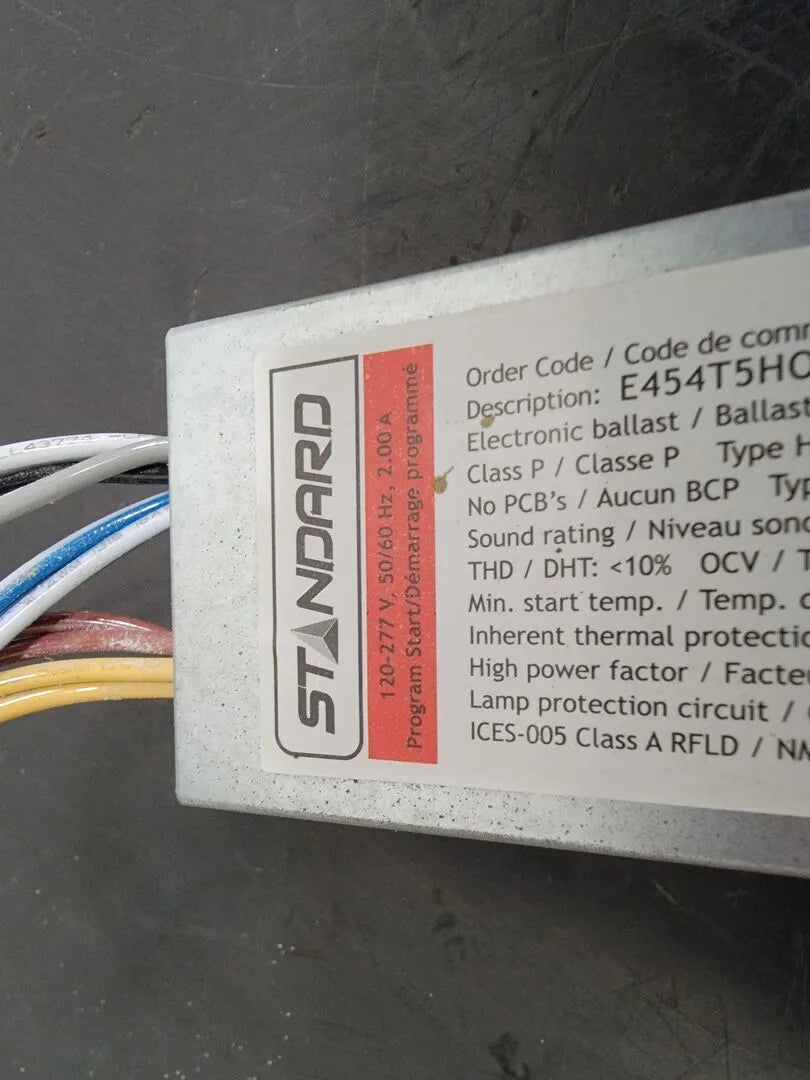 STANDARD
120-277 V, 50/60 Hz, 2.00 A
Program Start/Démarrage programmé
Order Code / Code de comm
Description: E454T5HO
Electronic ballast / Ballast
Class P / Classe P Type H
No PCB's / Aucun BCP Typ
Sound rating / Niveau sono
THD / DHT: <10% OCV / T
Min. start temp. / Temp. d
Inherent thermal protectio
High power factor / Facteu
Lamp protection circuit /
ICES-005 Class A RFLD / NM